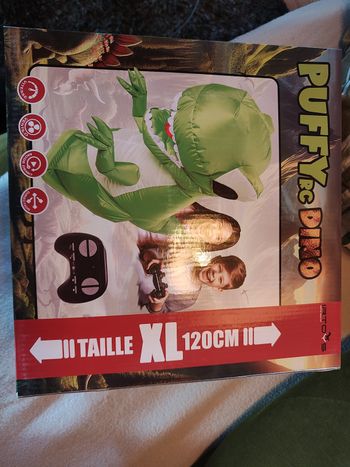 PUFFY RC DINO
TAILLE XL 120CM